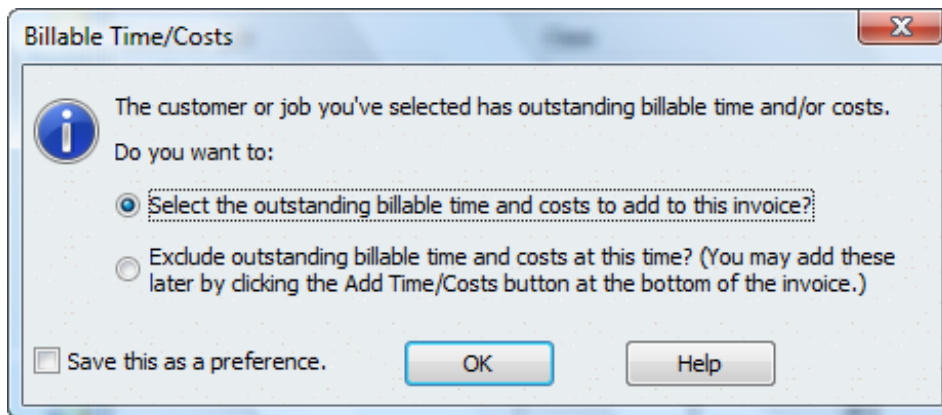 Billable Time/Costs
The customer or job you've selected has outstanding billable time and/or costs.
Do you want to:
Select the outstanding billable time and costs to add to this invoice?
Exclude outstanding billable time and costs at this time? (You may add these
later by clicking the Add Time/Costs button at the bottom of the invoice.)
Save this as a preference.
OK
Help